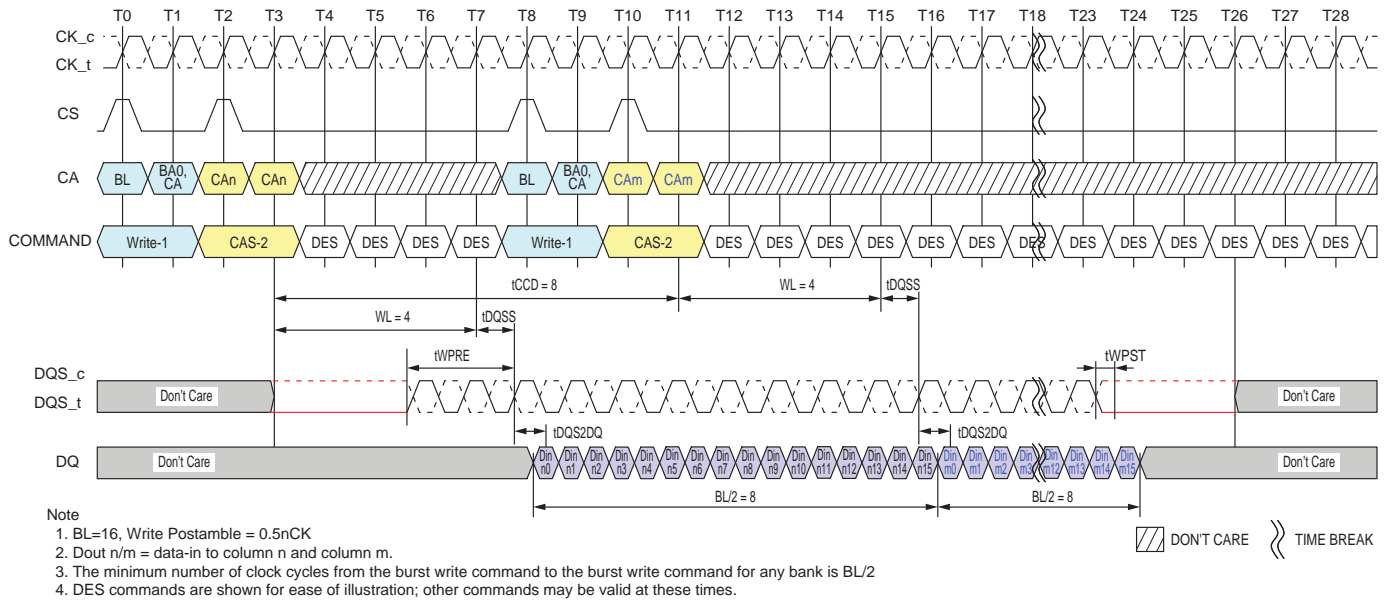 T0 T1 T2 T3 T4 T5 T6 T7 T8 T9 T10 T11 T12 T13 T14 T15 T16 T17 T18 T23 T24 T25 T26 T27 T28
CK_c
CK_t
CS
CA
BL BA0, CA CAn CAn BL BA0, CA CAm CAm
COMMAND Write-1 CAS-2 DES DES DES DES Write-1 CAS-2 DES DES DES DES DES DES DES DES DES DES DES DES DES
tCCD = 8 WL = 4 tDQSS
WL = 4 tDQSS
tWPRE tWPST
DQS_c
DQS_t
Don't Care Don't Care
tDQS2DQ tDQS2DQ
DQ Don't Care Din n0 Din n1 Din n2 Din n3 Din n4 Din n5 Din n6 Din n7 Din n8 Din n9 Din n10 Din n11 Din n12 Din n13 Din n14 Din n15 Din m0 Din m1 Din m2 Din m3 Din m12 Din m13 Din m14 Din m15 Don't Care
BL/2 = 8 BL/2 = 8
Note
1. BL=16, Write Postamble = 0.5nCK
2. Dout n/m = data-in to column n and column m.
3. The minimum number of clock cycles from the burst write command to the burst write command for any bank is BL/2
4. DES commands are shown for ease of illustration; other commands may be valid at these times.
DON'T CARE TIME BREAK